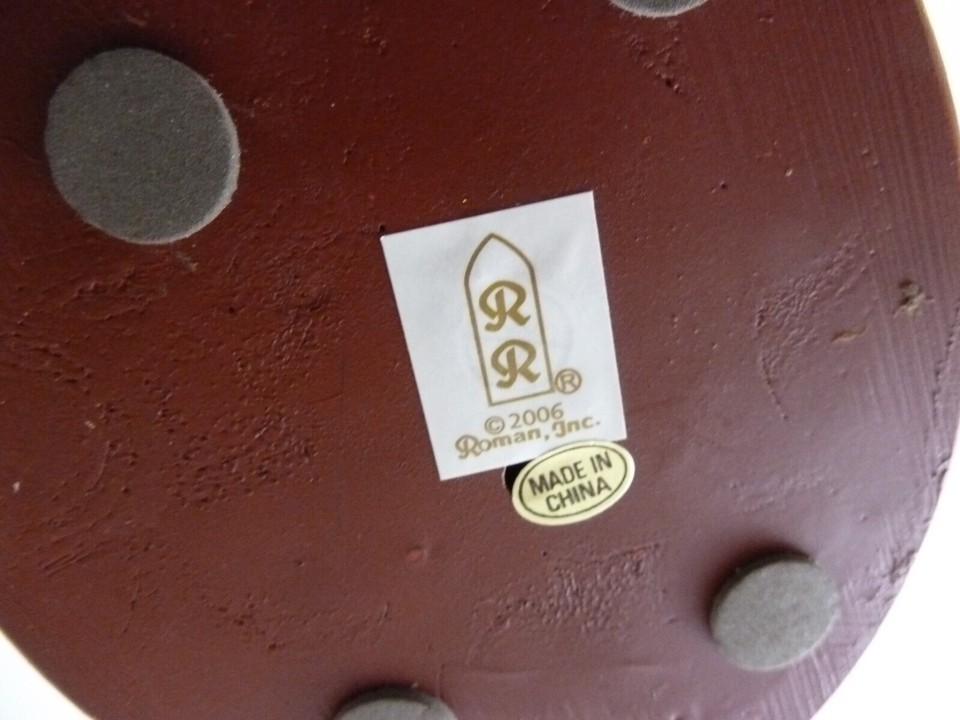 R
R®
©2006
Roman, Inc.
MADE IN
CHINA